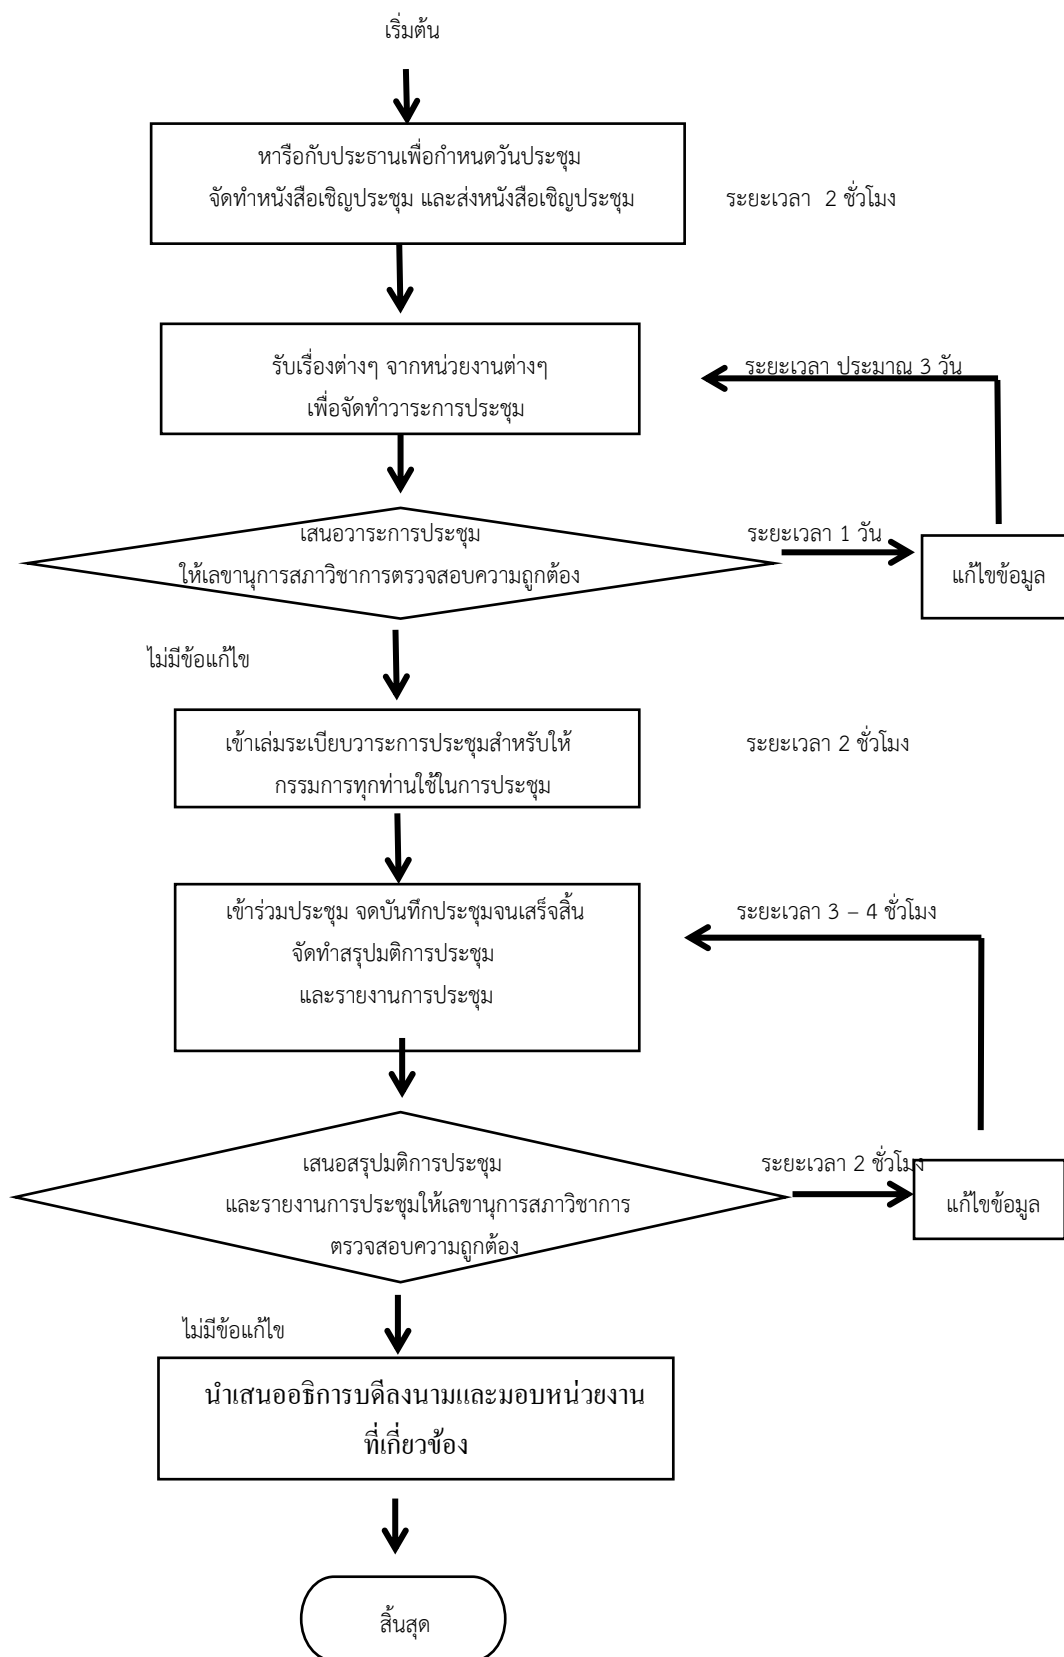 เริ่มต้น
หารือกับประธานเพื่อกำหนดวันประชุม
จัดทำหนังสือเชิญประชุม และส่งหนังสือเชิญประชุม
ระยะเวลา  2 ชั่วโมง
รับเรื่องต่างๆ จากหน่วยงานต่างๆ
เพื่อจัดทำวาระการประชุม
ระยะเวลา ประมาณ 3 วัน
เสนอวาระการประชุม
ให้เลขานุการสภาวิชาการตรวจสอบความถูกต้อง
ระยะเวลา 1 วัน
แก้ไขข้อมูล
ไม่มีข้อแก้ไข
เข้าเล่มระเบียบวาระการประชุมสำหรับให้
กรรมการทุกท่านใช้ในการประชุม
ระยะเวลา 2 ชั่วโมง
เข้าร่วมประชุม จดบันทึกประชุมจนเสร็จสิ้น
จัดทำสรุปมติการประชุม
และรายงานการประชุม
ระยะเวลา 3 – 4 ชั่วโมง
เสนอสรุปมติการประชุม
และรายงานการประชุมให้เลขานุการสภาวิชาการ
ตรวจสอบความถูกต้อง
ระยะเวลา 2 ชั่วโมง
แก้ไขข้อมูล
ไม่มีข้อแก้ไข
นำเสนออธิการบดีลงนามและมอบหน่วยงาน
ที่เกี่ยวข้อง
สิ้นสุด